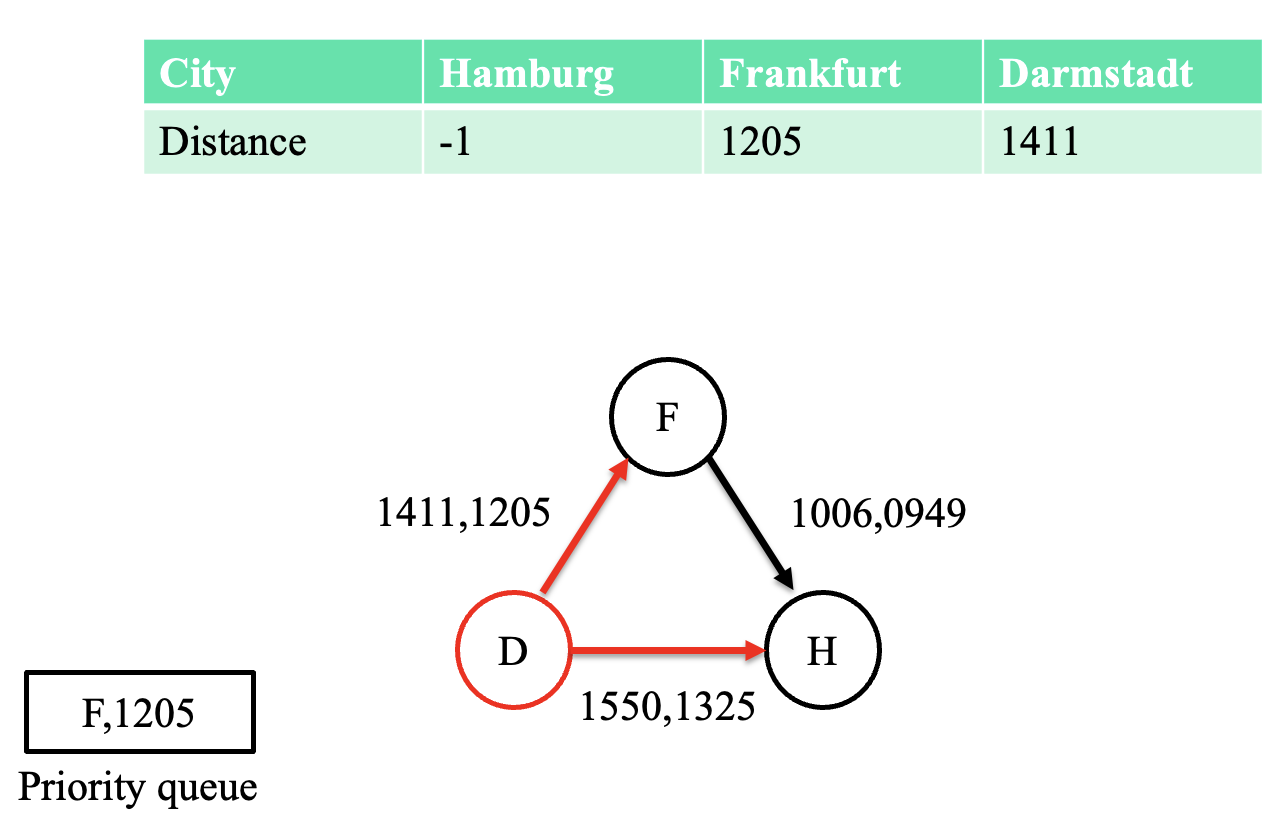 City Hamburg Frankfurt Darmstadt
Distance -1 1205 1411
F
1411,1205
1006,0949
D
H
1550,1325
F,1205
Priority queue